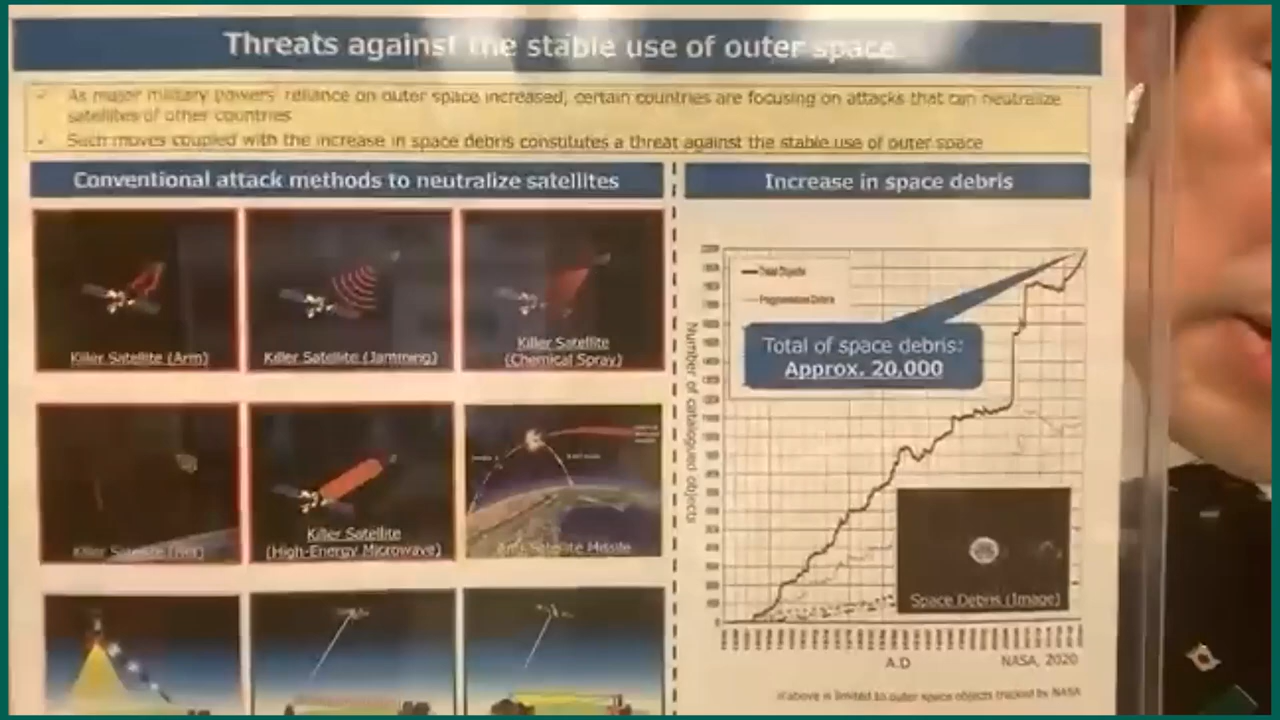 Threats against the stable use of outer space
As major military powers' reliance on outer space increased, certain countries are focusing on attacks that can neutralize
satellites of other countries
Such moves coupled with the increase in space debris constitutes a threat against the stable use of outer space
Conventional attack methods to neutralize satellites
Killer Satellite (Arm)
Killer Satellite (Jamming)
Killer Satellite
(Chemical Spray)
Killer Satellite (Net)
Killer Satellite
(High-Energy Microwave)
Anti-Satellite Missile
Increase in space debris
Total Objects
Fragmentation Debris
Total of space debris:
Approx. 20,000
Number of catalogued objects
Space Debris (Image)
A.D
NASA, 2020
above is limited to outer space objects tracked by NASA